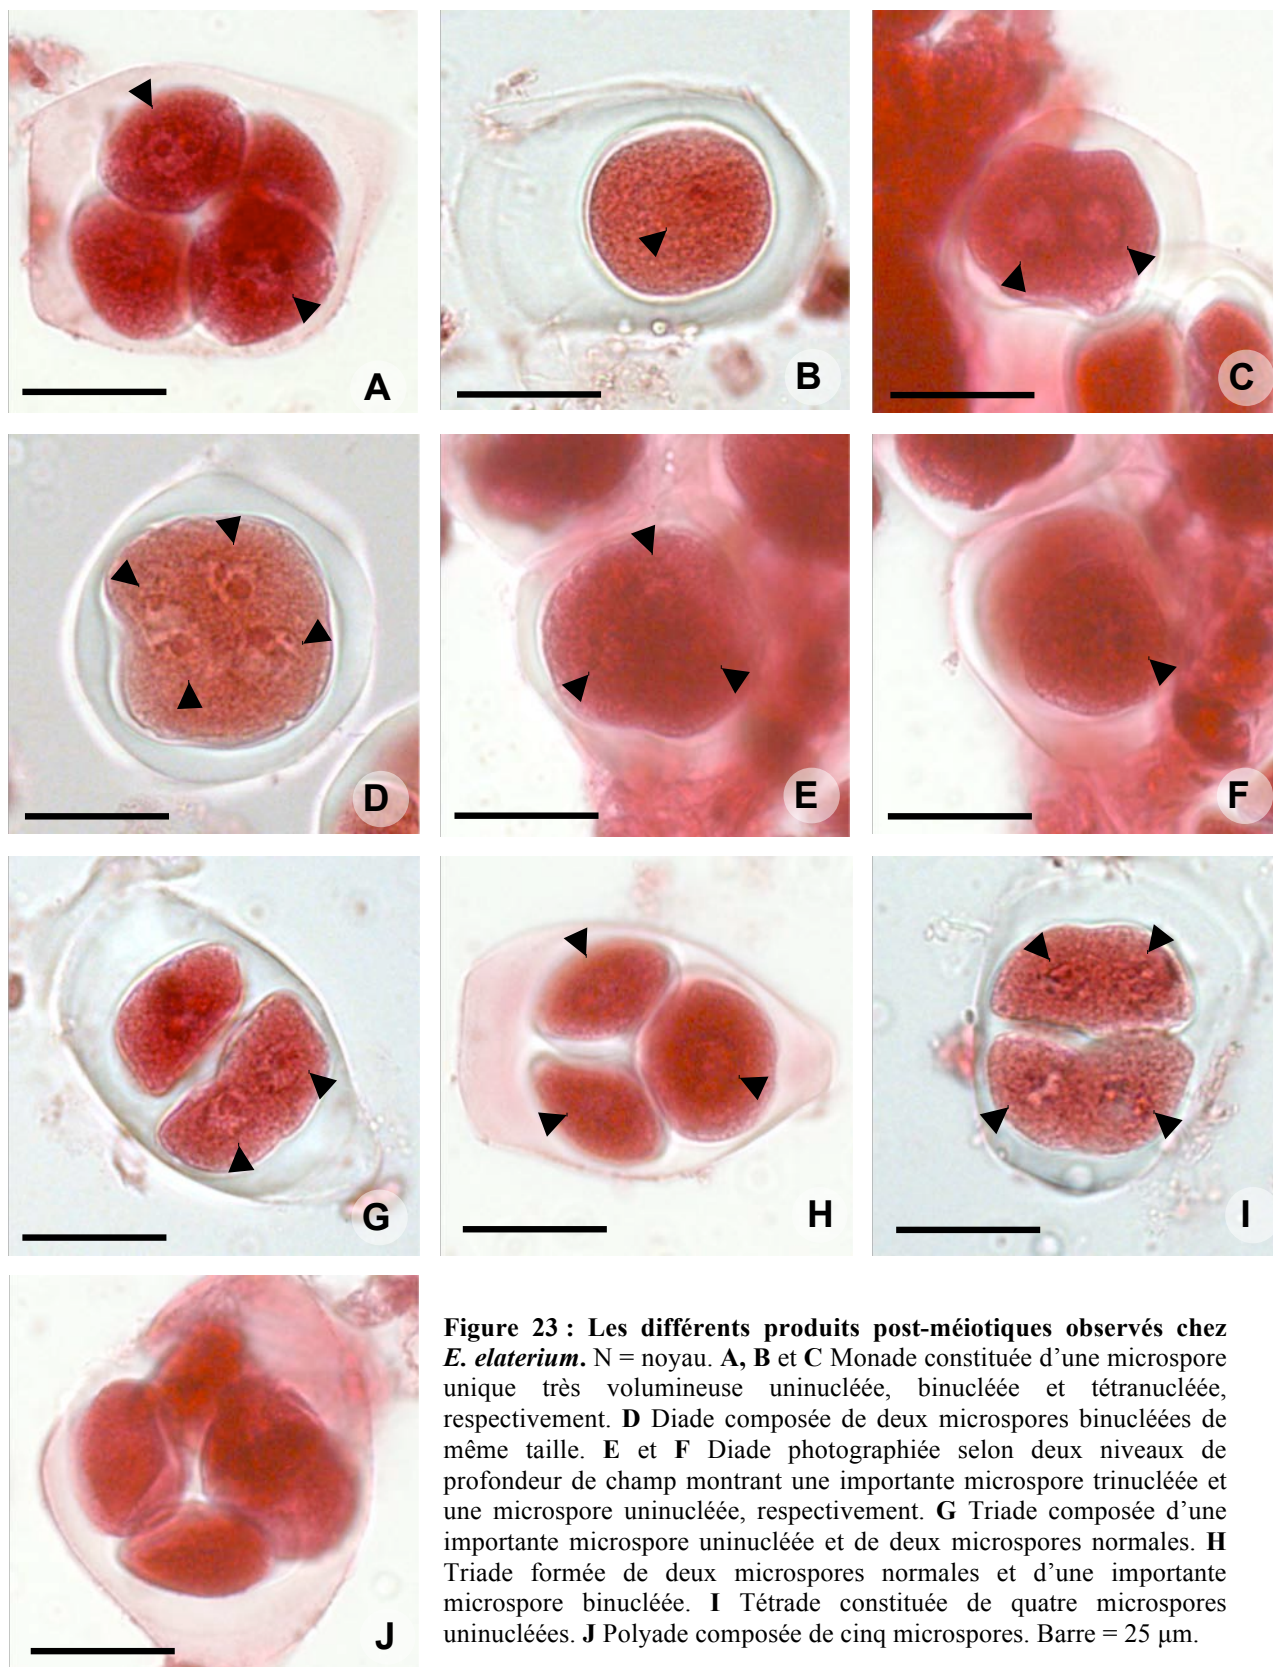 A
B
C
D
E
F
G
H
I
J
Figure 23 : Les différents produits post-méiotiques observés chez
E. elaterium. N = noyau. A, B et C Monade constituée d'une microspore
unique très volumineuse uninucléée, binucléée et tétranucléée,
respectivement. D Diade composée de deux microspores binucléées de
même taille. E et F Diade photographiée selon deux niveaux de
profondeur de champ montrant une importante microspore trinucléée et
une microspore uninucléée, respectivement. G Triade composée d'une
importante microspore uninucléée et de deux microspores normales. H
Triade formée de deux microspores normales et d'une importante
microspore binucléée. I Tétrade constituée de quatre microspores
uninucléées. J Polyade composée de cinq microspores. Barre = 25 µm.